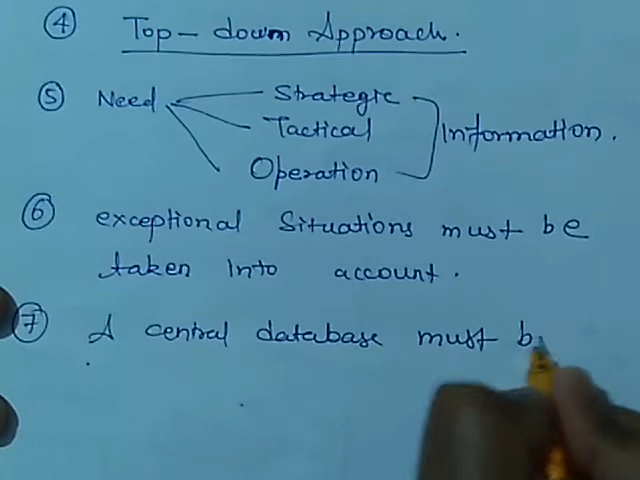 ④ Top-down Approach.
⑤ Need Strategic
Tactical Information.
Operation
⑥ exceptional Situations must be
taken into account.
⑦ A central database must b